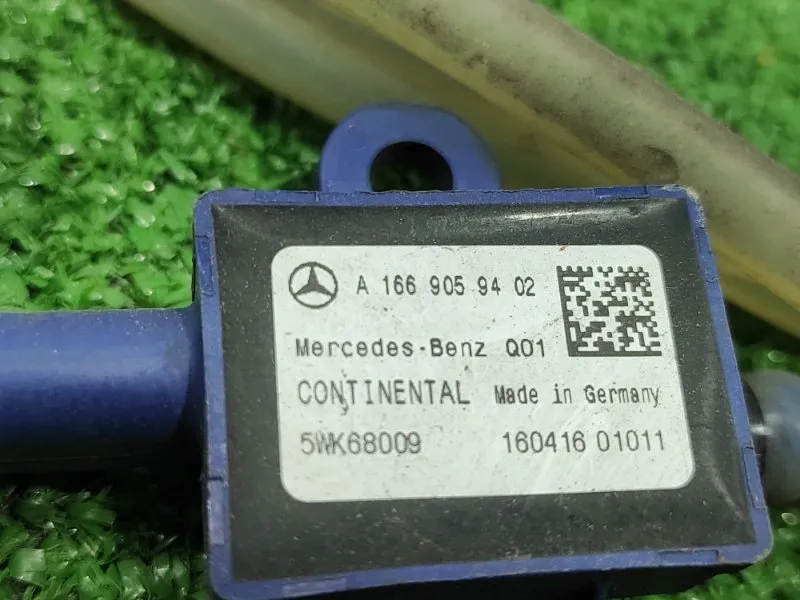 A 166 905 94 02
Mercedes-Benz Q01
CONTINENTAL Made in Germany
5WK68009 160416 01011